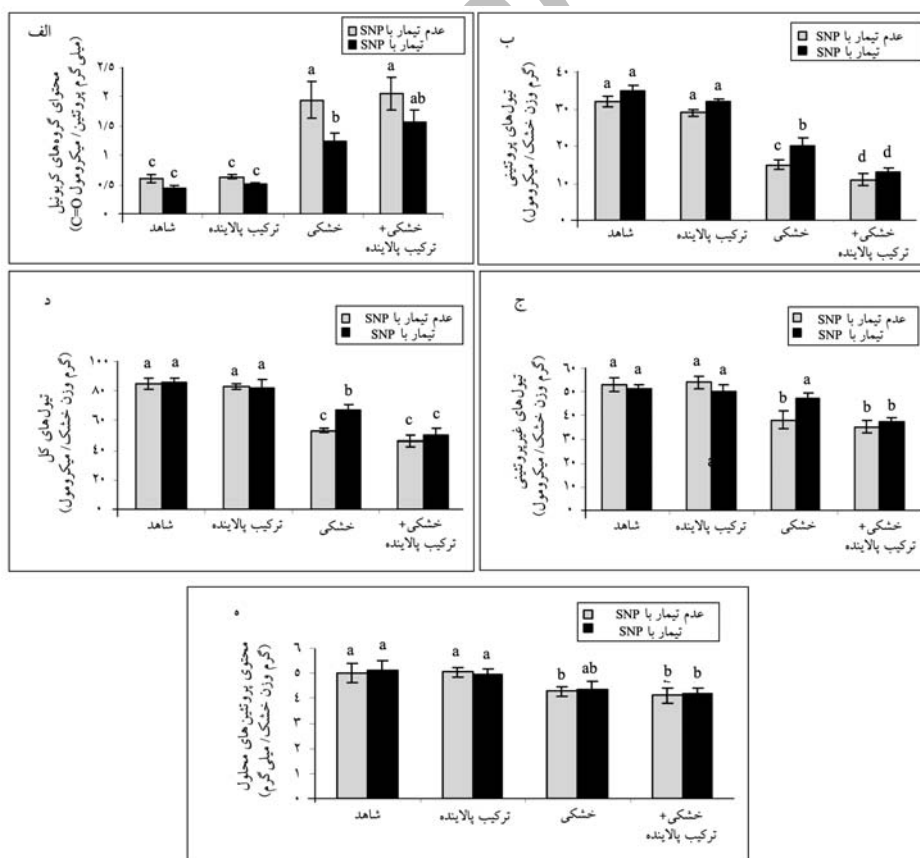 الف
عدم تیمار با SNP
تیمار با SNP
محتوای گروه‌های کربونیل
(میلی‌گرم پروتئین/ میکرومول C=O)
۲/۵
۲
۱/۵
۱
۰/۵
۰
c c c c a b a ab
شاهد
ترکیب پالاینده
خشکی
خشکی+
ترکیب پالاینده
ب
عدم تیمار با SNP
تیمار با SNP
تیول‌های پروتئینی
(گرم وزن خشک/ میکرومول)
۴۰
۳۰
۲۰
۱۰
۰
a a a a c b d d
شاهد
ترکیب پالاینده
خشکی
خشکی+
ترکیب پالاینده
د
عدم تیمار با SNP
تیمار با SNP
تیول‌های کل
(گرم وزن خشک/ میکرومول)
۱۰۰
۸۰
۶۰
۴۰
۲۰
۰
a a a a c b c c
شاهد
ترکیب پالاینده
خشکی
خشکی+
ترکیب پالاینده
ج
عدم تیمار با SNP
تیمار با SNP
تیول‌های غیرپروتئینی
(گرم وزن خشک/ میکرومول)
۶۰
۵۰
۴۰
۳۰
۲۰
۱۰
۰
a a a a b a b b
a
شاهد
ترکیب پالاینده
خشکی
خشکی+
ترکیب پالاینده
ه
عدم تیمار با SNP
تیمار با SNP
محتوی پروتئین‌های محلول
(گرم وزن خشک/ میلی گرم)
۶
۵
۴
۳
۲
۱
۰
a a a a b ab b b
شاهد
ترکیب پالاینده
خشکی
خشکی+
ترکیب پالاینده